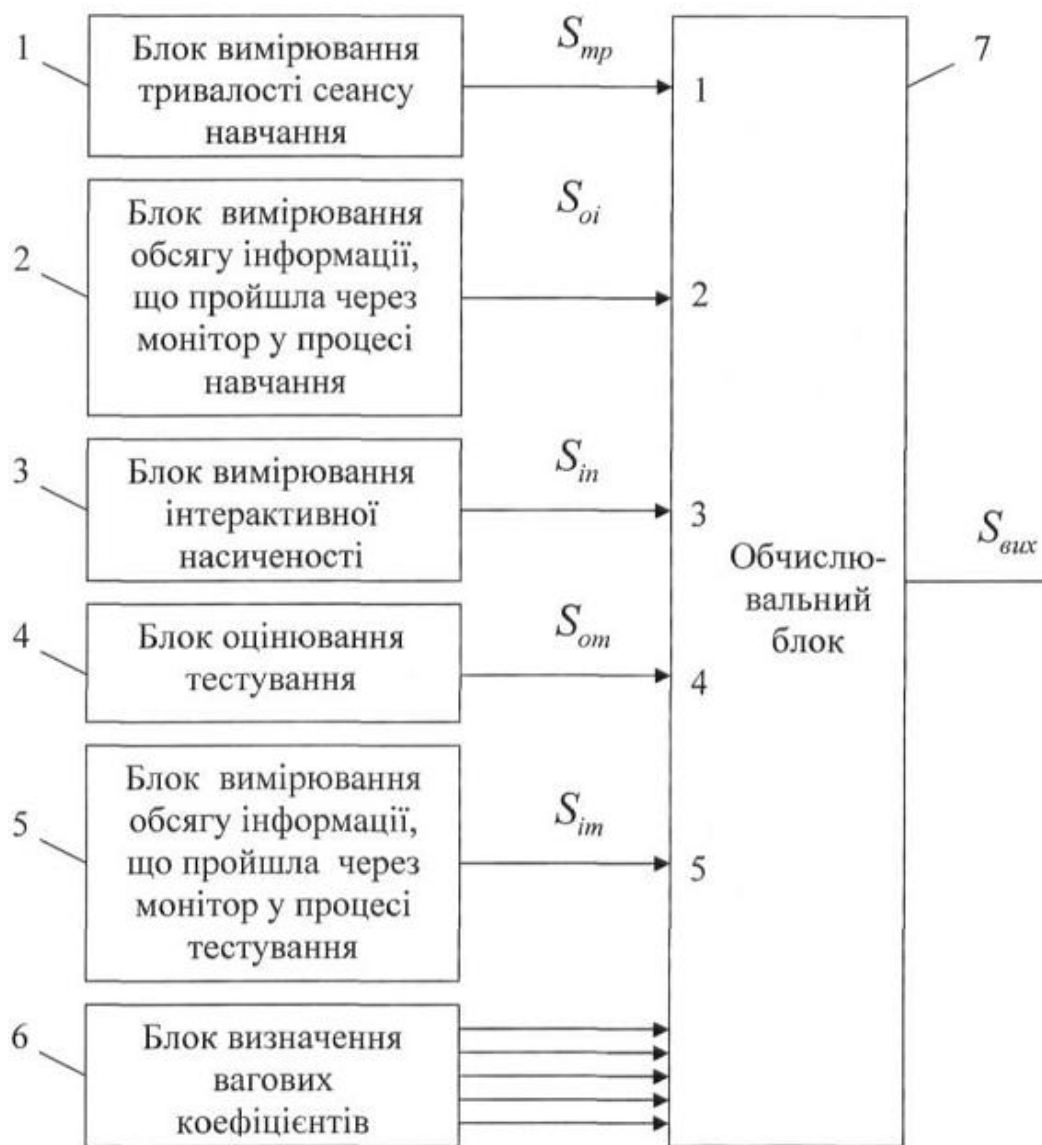 1
Блок вимірювання
тривалості сеансу
навчання
S_тр
1
7
2
Блок вимірювання
обсягу інформації,
що пройшла через
монітор у процесі
навчання
S_оі
2
3
Блок вимірювання
інтерактивної
насиченості
S_іп
3
Обчислю-
вальний
блок
S_вих
4
Блок оцінювання
тестування
S_от
4
5
Блок вимірювання
обсягу інформації,
що пройшла через
монітор у процесі
тестування
S_іт
5
6
Блок визначення
вагових
коефіцієнтів